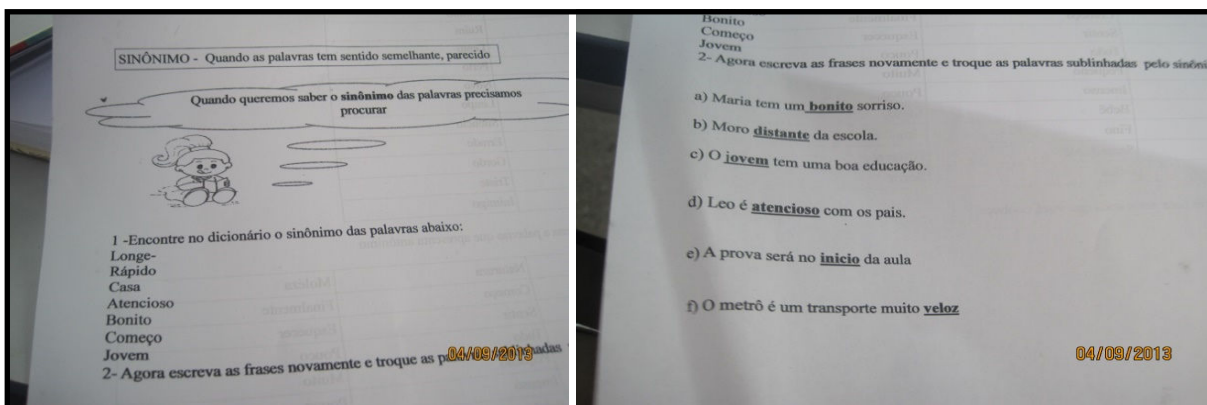 SINÔNIMO - Quando as palavras tem sentido semelhante, parecido
Quando queremos saber o sinônimo das palavras precisamos
procurar
1 -Encontre no dicionário o sinônimo das palavras abaixo:
Longe-
Rápido
Casa
Atencioso
Bonito
Começo
Jovem
2- Agora escreva as frases novamente e troque as
04/09/2013
Bonito
Começo
Jovem
2- Agora escreva as frases novamente e troque as palavras sublinhadas pelo
a) Maria tem um bonito sorriso.
b) Moro distante da escola.
c) O jovem tem uma boa educação.
d) Leo é atencioso com os pais.
e) A prova será no inicio da aula
f) O metrô é um transporte muito veloz
04/09/2013